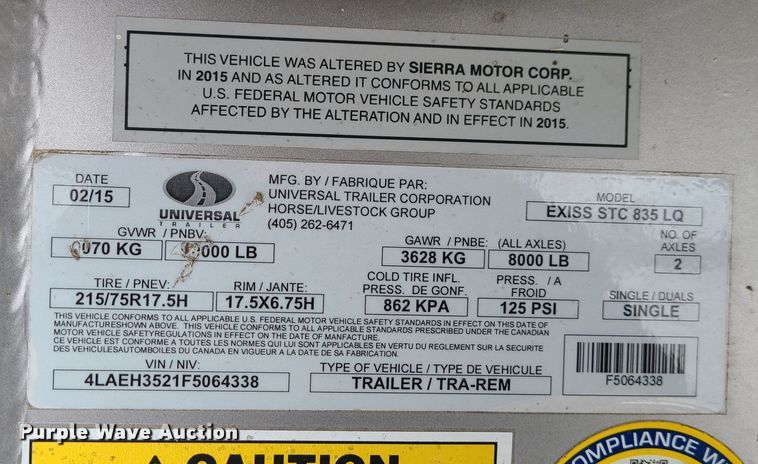 THIS VEHICLE WAS ALTERED BY SIERRA MOTOR CORP.
IN 2015 AND AS ALTERED IT CONFORMS TO ALL APPLICABLE
U.S. FEDERAL MOTOR VEHICLE SAFETY STANDARDS
AFFECTED BY THE ALTERATION AND IN EFFECT IN 2015.
DATE
02/15
UNIVERSAL
TRAILER
MFG. BY / FABRIQUE PAR:
UNIVERSAL TRAILER CORPORATION
HORSE/LIVESTOCK GROUP
(405) 262-6471
MODEL
EXISS STC 835 LQ
GVWR / PNBV:
070 KG 000 LB
GAWR / PNBE: (ALL AXLES)
3628 KG 8000 LB
NO. OF
AXLES
2
TIRE / PNEV:
215/75R17.5H
RIM / JANTE:
17.5X6.75H
COLD TIRE INFL.
PRESS. DE GONF.
862 KPA
PRESS. / A
FROID
125 PSI
SINGLE / DUALS
SINGLE
THIS VEHICLE CONFORMS TO ALL APPLICABLE U.S. FEDERAL MOTOR VEHICLE SAFETY STANDARDS IN EFFECT ON THIS DATE OF
MANUFACTURESHOWN ABOVE. THIS VEHICLE CONFORMS TO ALL APPLICABLE STANDARDS PRESCRIBED UNDER THE CANADIAN
MOTOR VEHICLE SAFETYREGULATIONS IN EFFECT ON THE DATE OF MANFACTURE.
CE VEHICLE EST CONFORME A TOUTES LES NORMES QUI LUI SONT APPLICABLES EN VERTU DU REGLEMENT SUR LA SECURITE
DES VEHICULESAUTOMBOILES DU CANADA EN VIGUEUR A LA DATE DE SA FABRICATION.
VIN / NIV:
4LAEH3521F5064338
TYPE OF VEHICLE / TYPE DE VEHICULE
TRAILER / TRA-REM
F5064338
Purple Wave Auction
CAUTION
COMPLIANCE